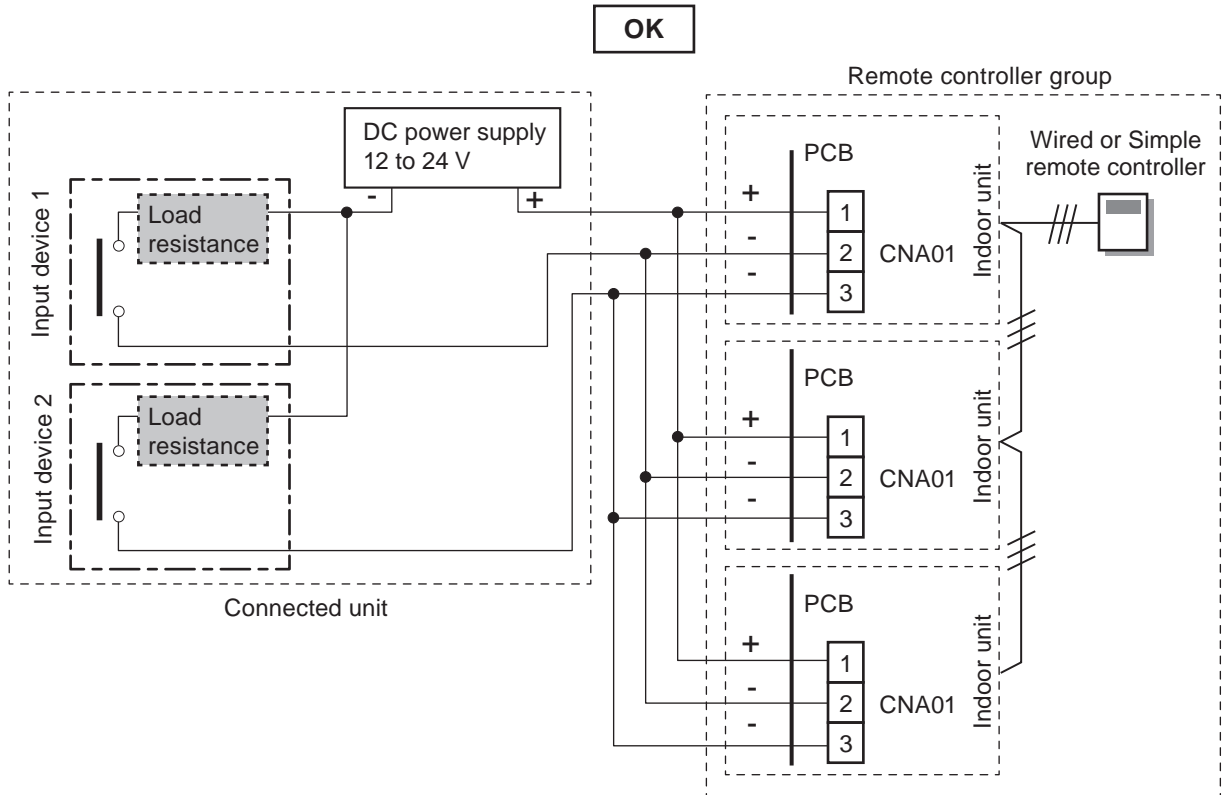 OK
Remote controller group
DC power supply
12 to 24 V
-
+
Input device 1
Load
resistance
Input device 2
Load
resistance
Connected unit
PCB
+
-
-
1
2
3
CNA01
Indoor unit
Wired or Simple
remote controller
PCB
+
-
-
1
2
3
CNA01
Indoor unit
PCB
+
-
-
1
2
3
CNA01
Indoor unit